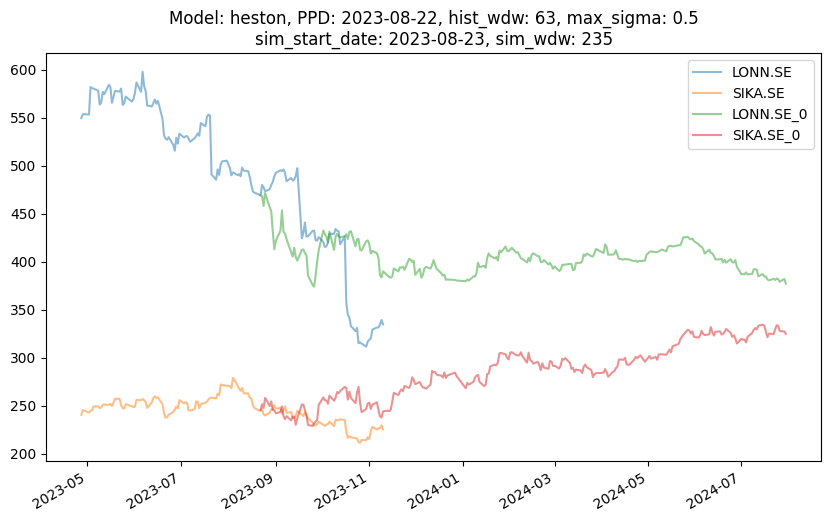 Model: heston, PPD: 2023-08-22, hist_wdw: 63, max_sigma: 0.5
sim_start_date: 2023-08-23, sim_wdw: 235
LONN.SE
SIKA.SE
LONN.SE_0
SIKA.SE_0
600
550
500
450
400
350
300
250
200
2023-05
2023-07
2023-09
2023-11
2024-01
2024-03
2024-05
2024-07